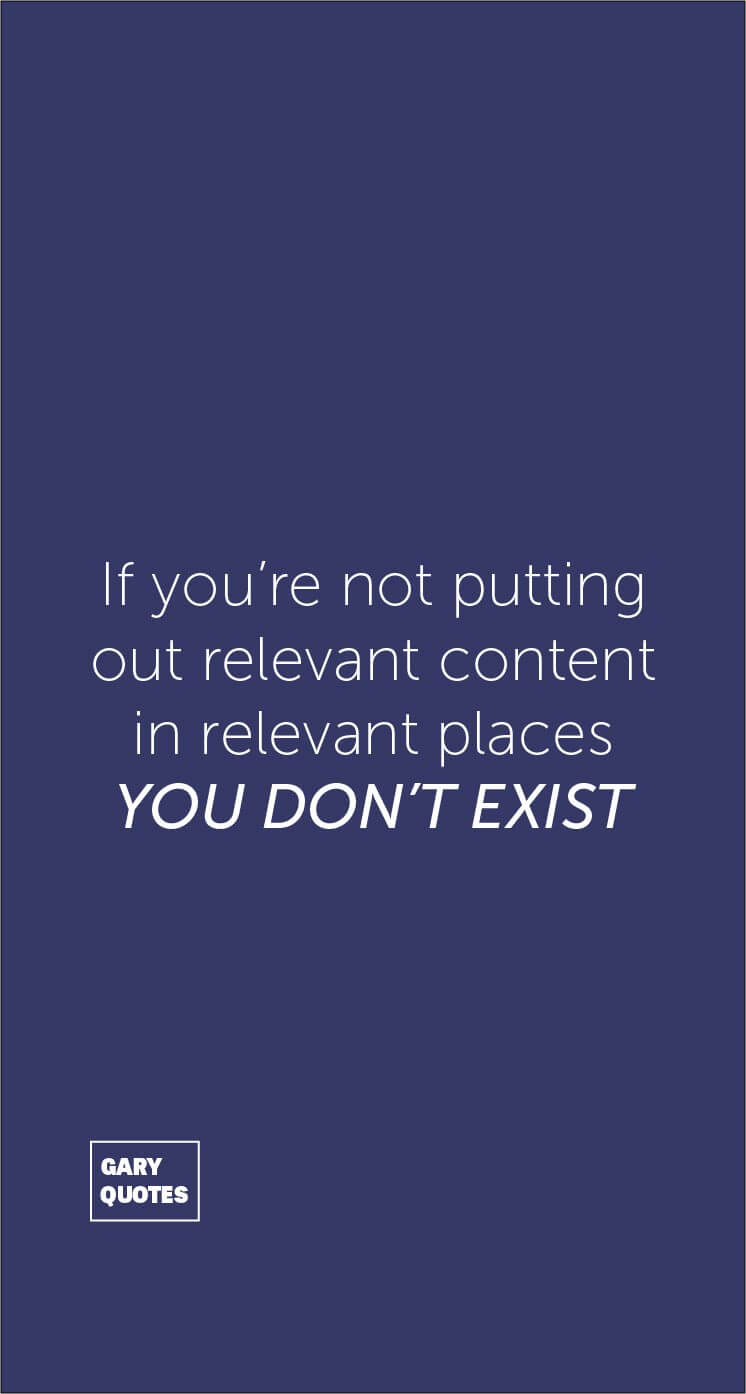 If you’re not putting
out relevant content
in relevant places
YOU DON’T EXIST
GARY
QUOTES